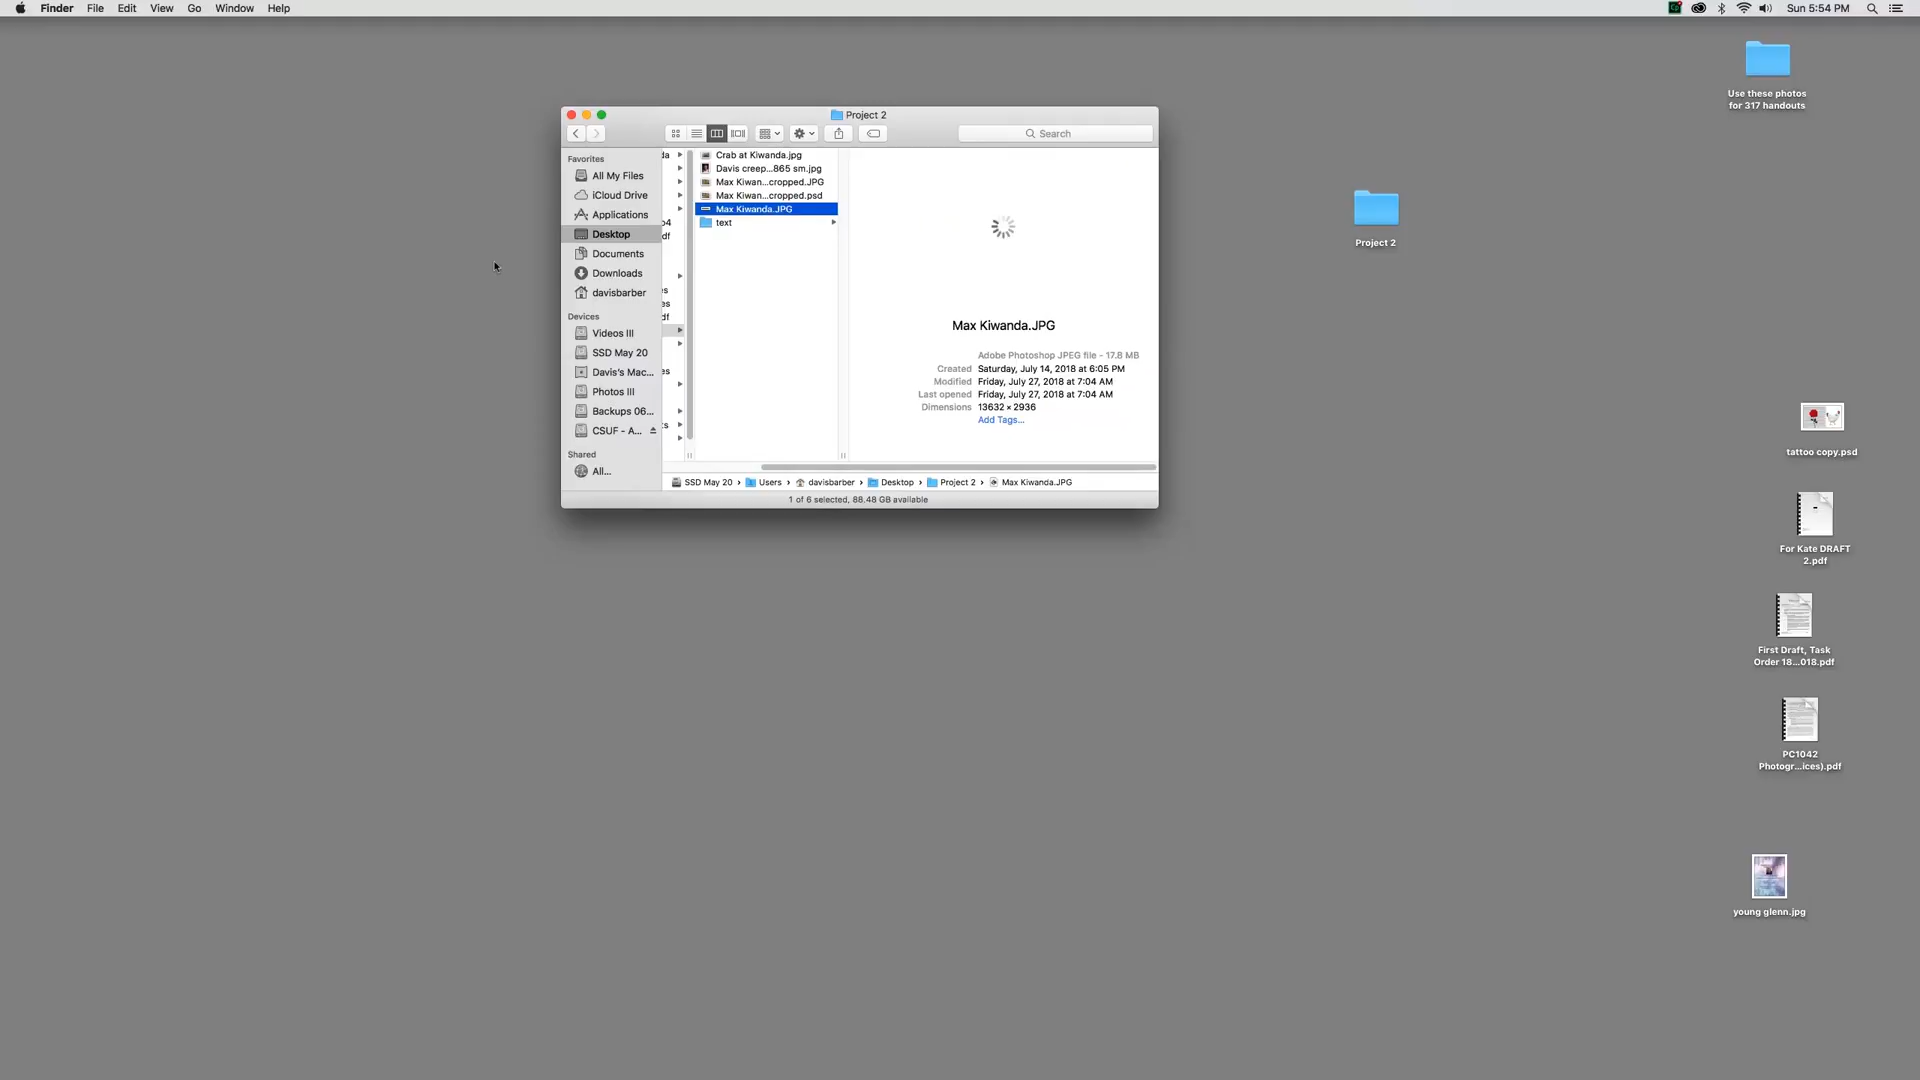 Finder File Edit View Go Window Help
Sun 5:54 PM
Use these photos
for 317 handouts
Project 2
Search
Favorites
All My Files
iCloud Drive
Applications
Desktop
Documents
Downloads
davisbarber
Devices
Videos III
SSD May 20
Davis's Mac...
Photos III
Backups 06...
CSUF - A...
Shared
All...
da
p4
df
es
es
df
es
ts
Crab at Kiwanda.jpg
Davis creep...865 sm.jpg
Max Kiwan...cropped.JPG
Max Kiwan...cropped.psd
Max Kiwanda.JPG
text
Max Kiwanda.JPG
Adobe Photoshop JPEG file - 17.8 MB
Created Saturday, July 14, 2018 at 6:05 PM
Modified Friday, July 27, 2018 at 7:04 AM
Last opened Friday, July 27, 2018 at 7:04 AM
Dimensions 13632 × 2936
Add Tags...
SSD May 20 › Users › davisbarber › Desktop › Project 2 › Max Kiwanda.JPG
1 of 6 selected, 88.48 GB available
Project 2
tattoo copy.psd
For Kate DRAFT
2.pdf
First Draft, Task
Order 18...018.pdf
PC1042
Photogr...ices).pdf
young glenn.jpg